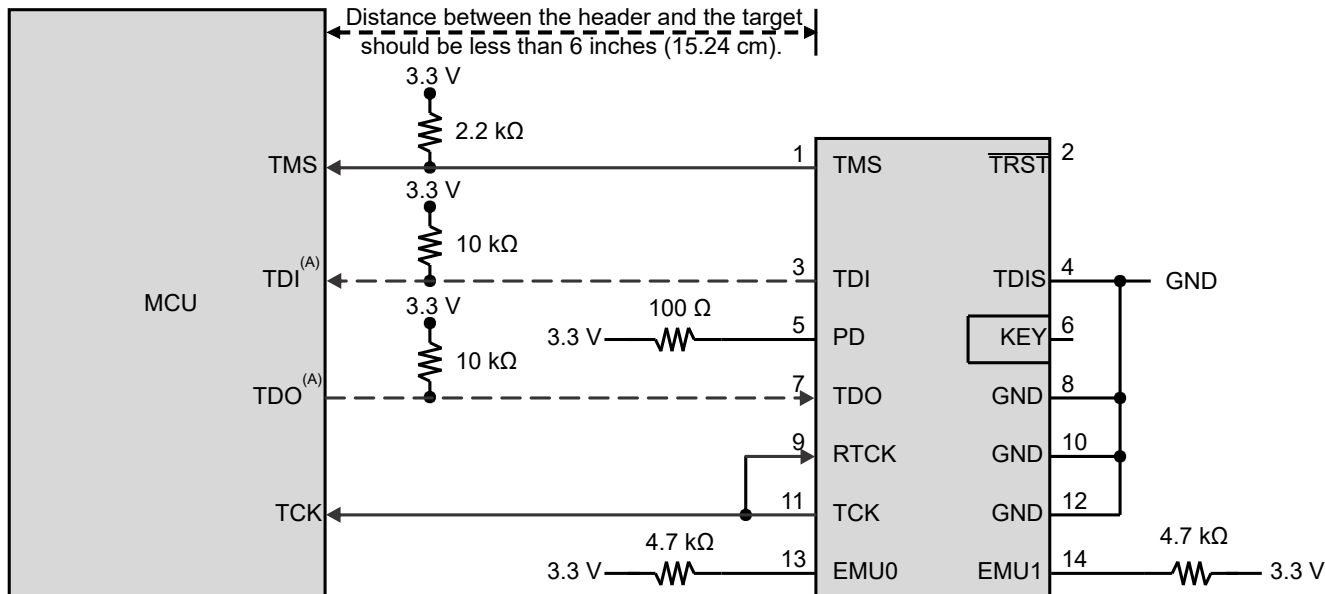 Distance between the header and the target
should be less than 6 inches (15.24 cm).
3.3 V
2.2 kΩ
TMS
1
TMS
TRST
2
3.3 V
10 kΩ
TDI(A)
3
TDI
TDIS
4
GND
MCU
3.3 V
100 Ω
5
PD
KEY
6
3.3 V
10 kΩ
TDO(A)
7
TDO
GND
8
9
RTCK
GND
10
TCK
11
TCK
GND
12
3.3 V
4.7 kΩ
13
EMU0
EMU1
14
4.7 kΩ
3.3 V